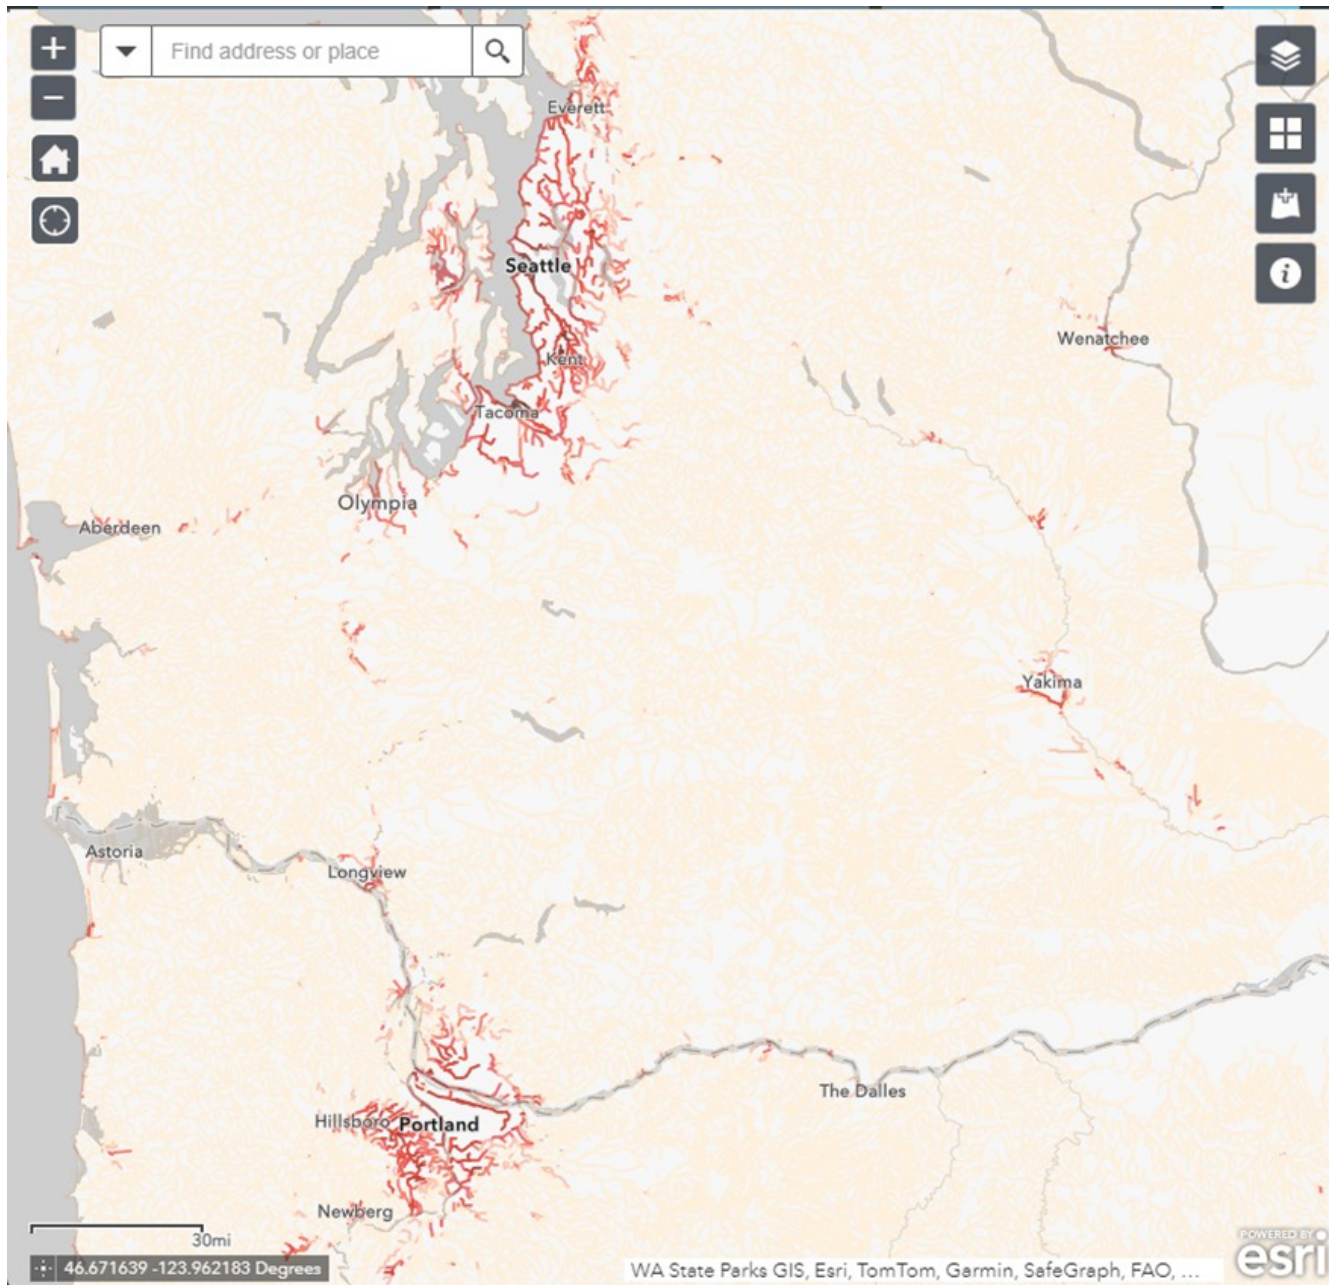 Find address or place
Everett
Seattle
Wenatchee
Kent
Tacoma
Olympia
Aberdeen
Yakima
Astoria
Longview
The Dalles
Hillsboro
Portland
Newberg
30mi
46.671639 -123.962183 Degrees
WA State Parks GIS, Esri, TomTom, Garmin, SafeGraph, FAO, ...
POWERED BY
esri